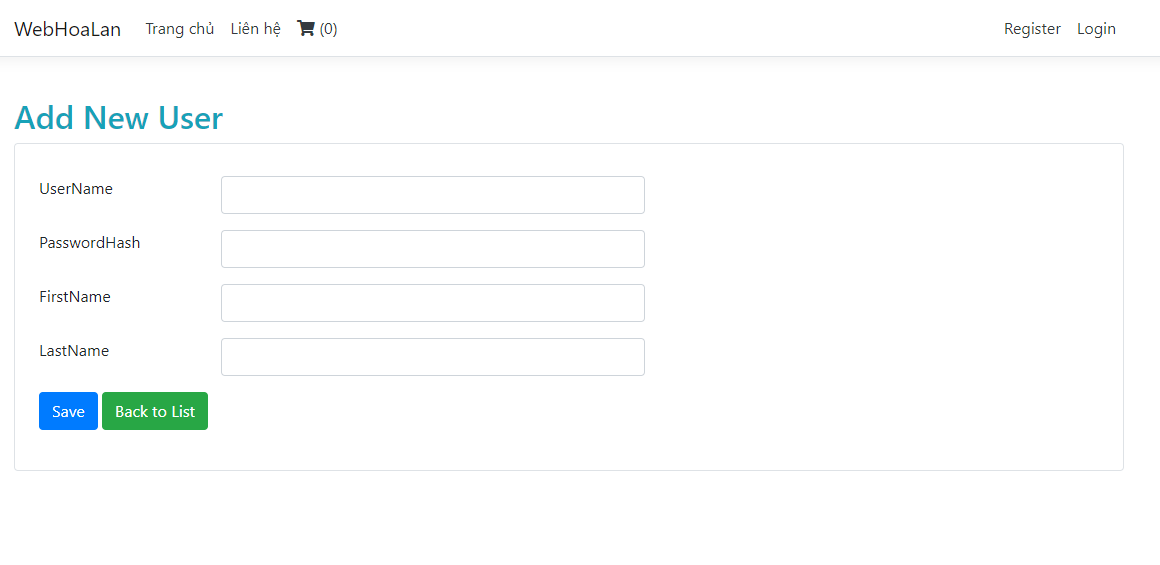 WebHoaLan Trang chủ Liên hệ (0) Register Login
Add New User
UserName
PasswordHash
FirstName
LastName
Save Back to List